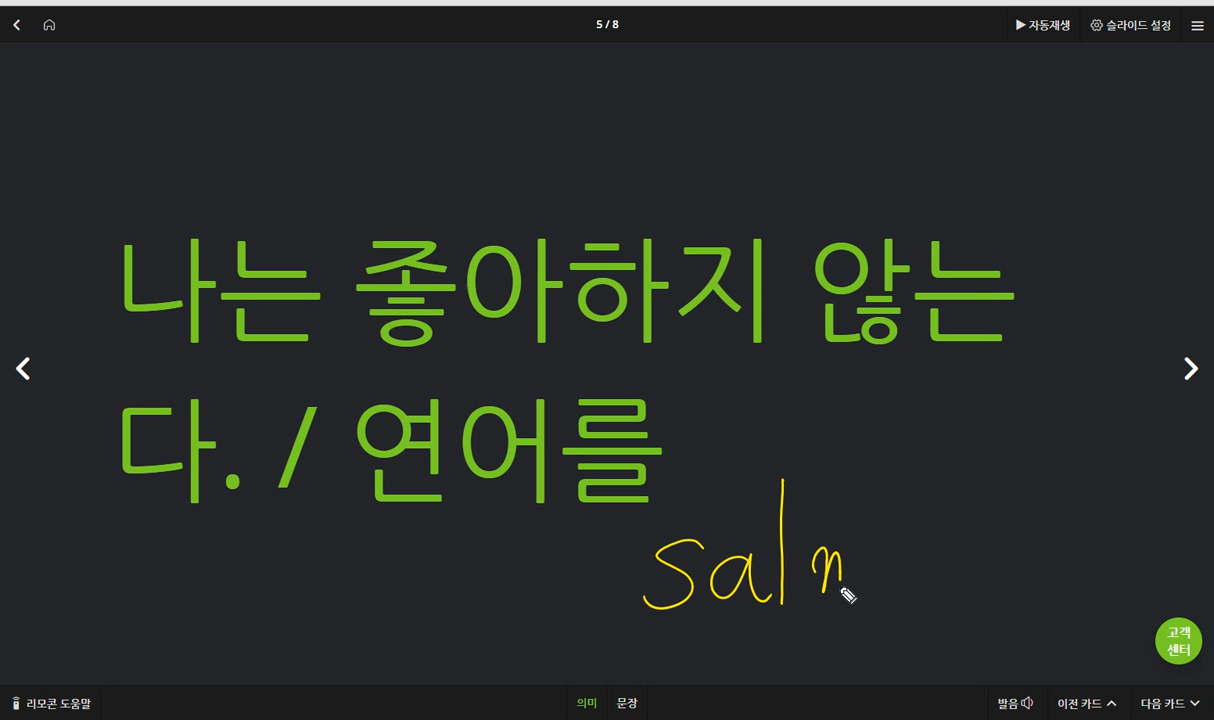 5 / 8
자동재생
슬라이드 설정
나는 좋아하지 않는
다. / 연어를
saln
고객
센터
리모콘 도움말
의미
문장
발음
이전 카드
다음 카드